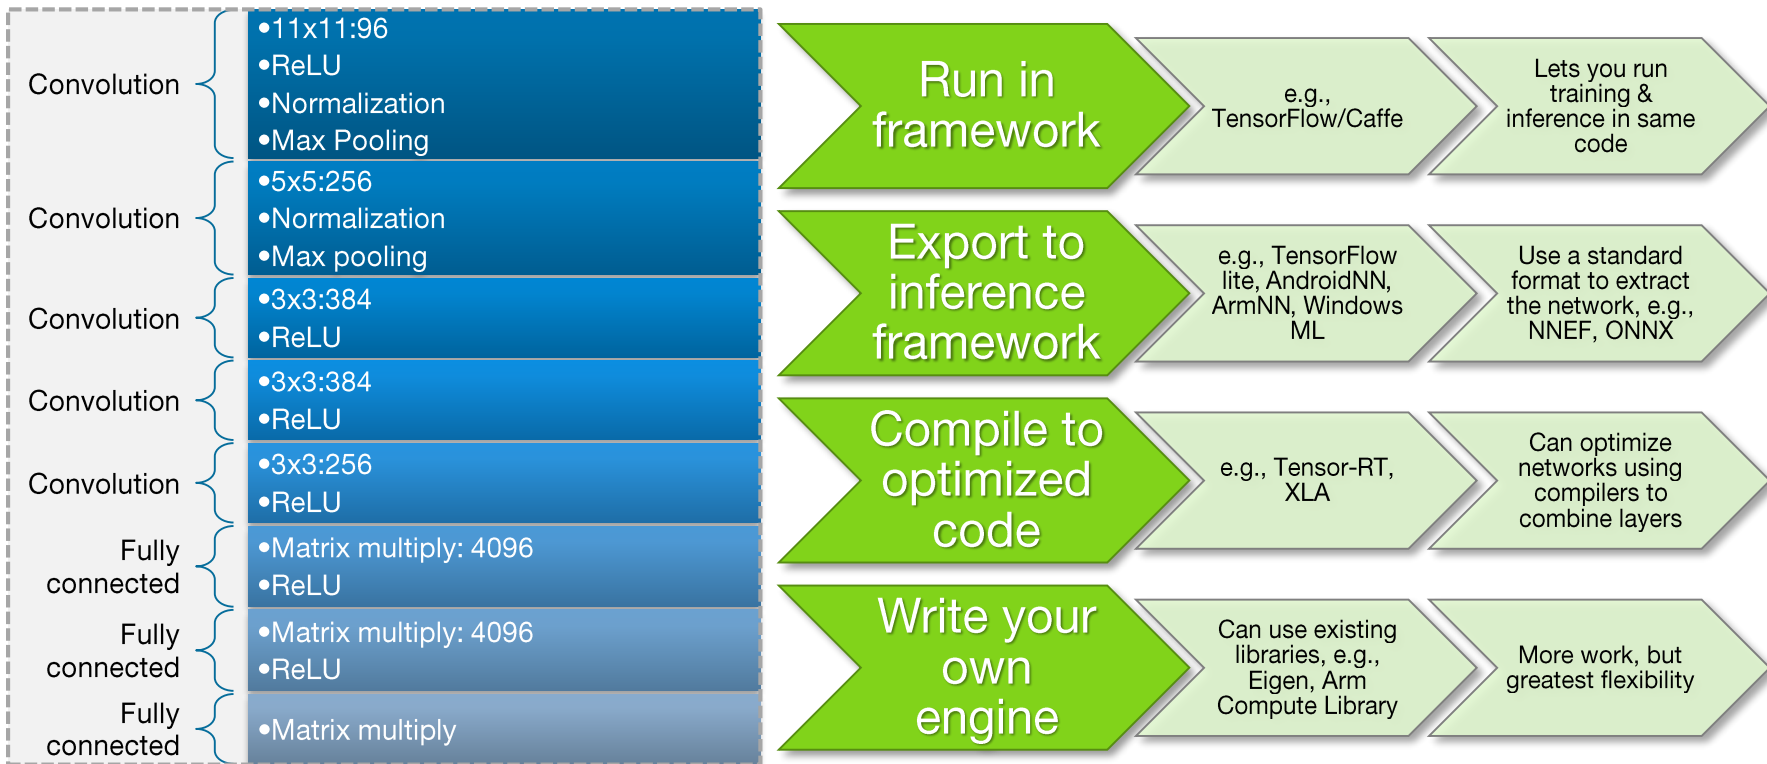 Convolution
•11x11:96
•ReLU
•Normalization
•Max Pooling
Convolution
•5x5:256
•Normalization
•Max pooling
Convolution
•3x3:384
•ReLU
Convolution
•3x3:384
•ReLU
Convolution
•3x3:256
•ReLU
Fully
connected
•Matrix multiply: 4096
•ReLU
Fully
connected
•Matrix multiply: 4096
•ReLU
Fully
connected
•Matrix multiply
Run in
framework
e.g.,
TensorFlow/Caffe
Lets you run
training &
inference in same
code
Export to
inference
framework
e.g., TensorFlow
lite, AndroidNN,
ArmNN, Windows
ML
Use a standard
format to extract
the network, e.g.,
NNEF, ONNX
Compile to
optimized
code
e.g., Tensor-RT,
XLA
Can optimize
networks using
compilers to
combine layers
Write your
own
engine
Can use existing
libraries, e.g.,
Eigen, Arm
Compute Library
More work, but
greatest flexibility